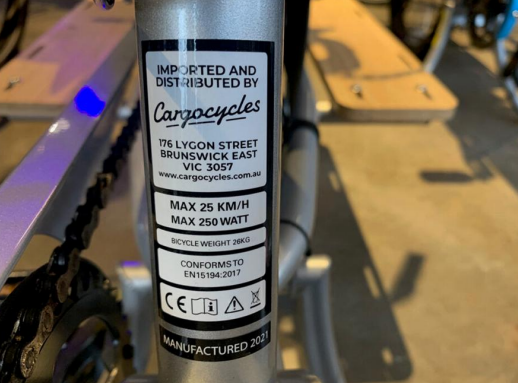 IMPORTED AND
DISTRIBUTED BY
Cargocycles
176 LYGON STREET
BRUNSWICK EAST
VIC 3057
www.cargocycles.com.au
MAX 25 KM/H
MAX 250 WATT
BICYCLE WEIGHT 26KG
CONFORMS TO
EN15194:2017
CE
MANUFACTURED 2021